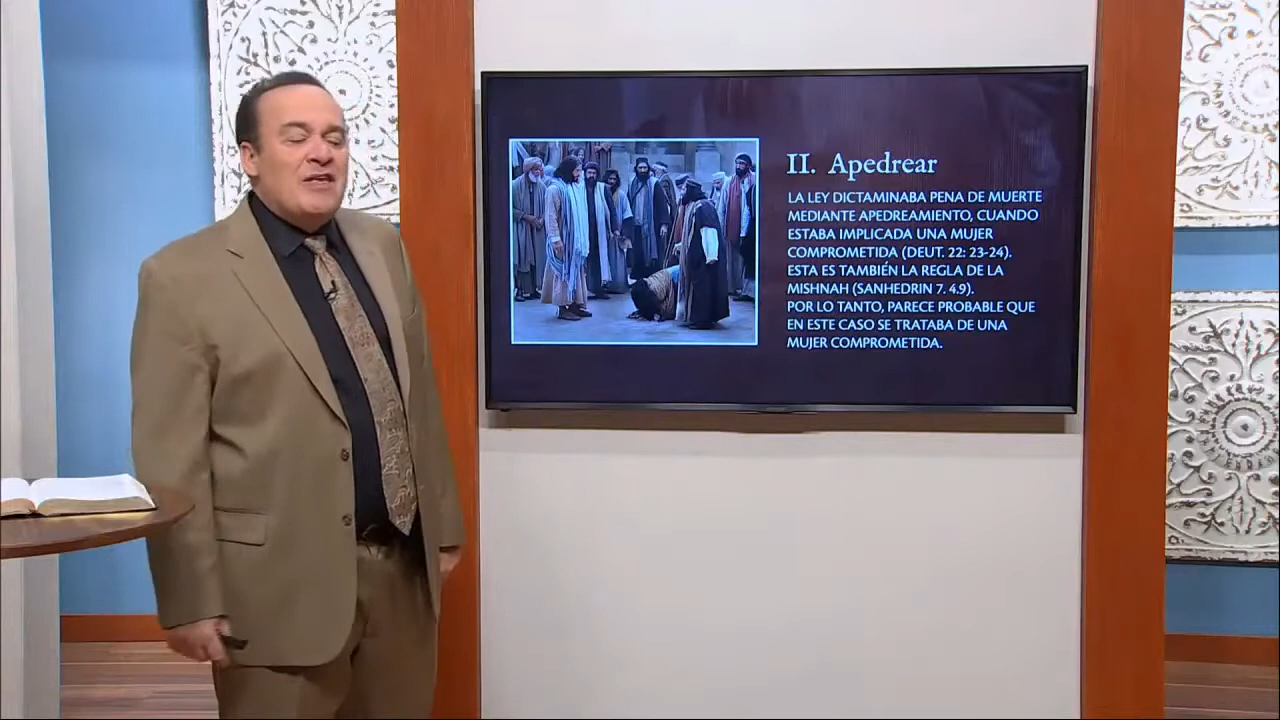 II. Apedrear
LA LEY DICTAMINABA PENA DE MUERTE
MEDIANTE APEDREAMIENTO, CUANDO
ESTABA IMPLICADA UNA MUJER
COMPROMETIDA (DEUT. 22: 23-24).
ESTA ES TAMBIÉN LA REGLA DE LA
MISHNAH (SANHEDRIN 7. 4.9).
POR LO TANTO, PARECE PROBABLE QUE
EN ESTE CASO SE TRATABA DE UNA
MUJER COMPROMETIDA.